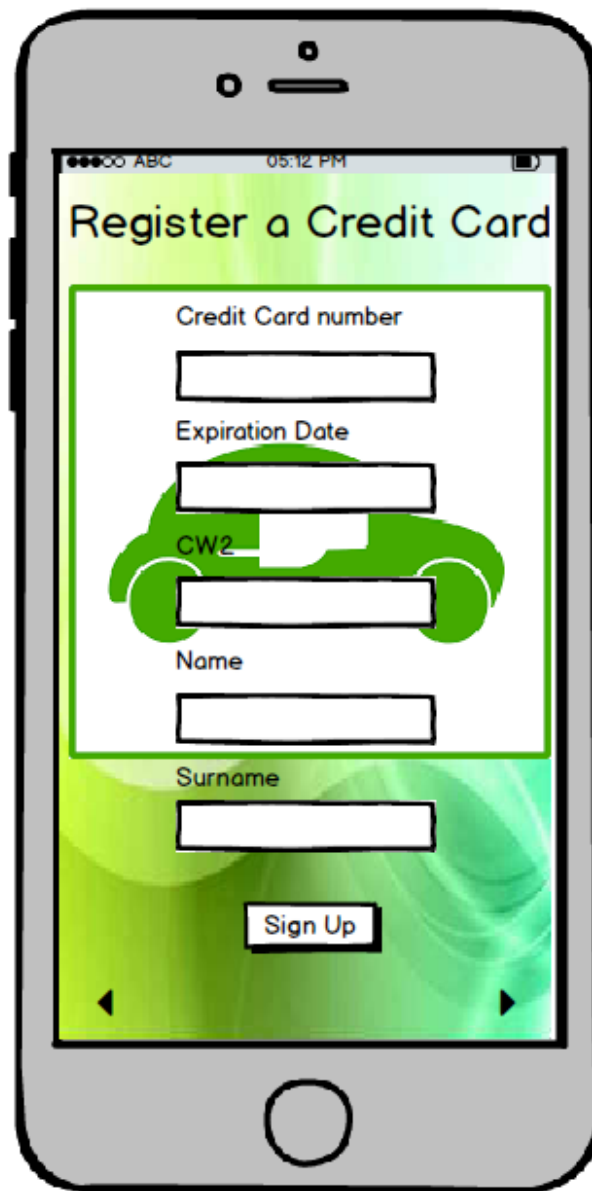 ABC 05:12 PM
Register a Credit Card
Credit Card number
Expiration Date
CW2
Name
Surname
Sign Up